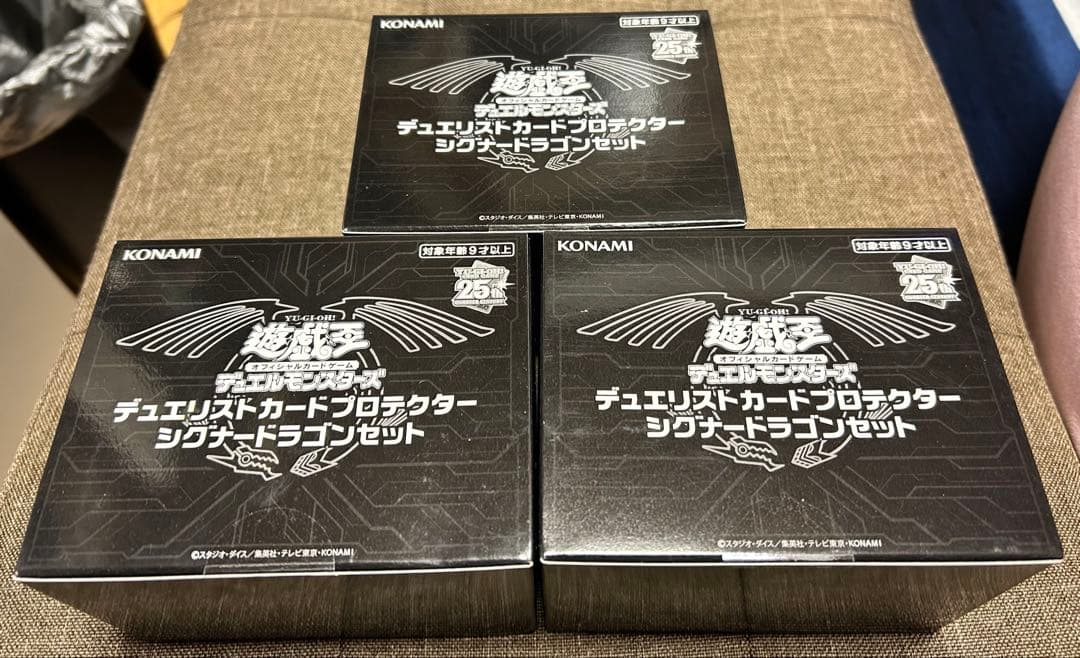 KONAMI
対象年齢9才以上
YU-GI-OH!
25th
YU-GI-OH!
遊戯王
オフィシャルカードゲーム
デュエルモンスターズ
デュエリストカードプロテクター
シグナードラゴンセット
©スタジオ・ダイス/集英社・テレビ東京・KONAMI
KONAMI
対象年齢9才以上
YU-GI-OH!
25th
YU-GI-OH!
遊戯王
オフィシャルカードゲーム
デュエルモンスターズ
デュエリストカードプロテクター
シグナードラゴンセット
©スタジオ・ダイス/集英社・テレビ東京・KONAMI
KONAMI
対象年齢9才以上
YU-GI-OH!
25th
YU-GI-OH!
遊戯王
オフィシャルカードゲーム
デュエルモンスターズ
デュエリストカードプロテクター
シグナードラゴンセット
©スタジオ・ダイス/集英社・テレビ東京・KONAMI